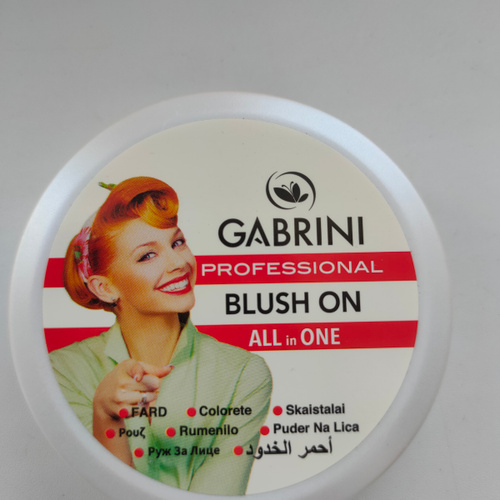 GABRINI
PROFESSIONAL
BLUSH ON
ALL in ONE
FARD Colorete Skaistalai
Ρουζ Rumenilo Puder Na Lica
Руж За Лице أحمر الخدود